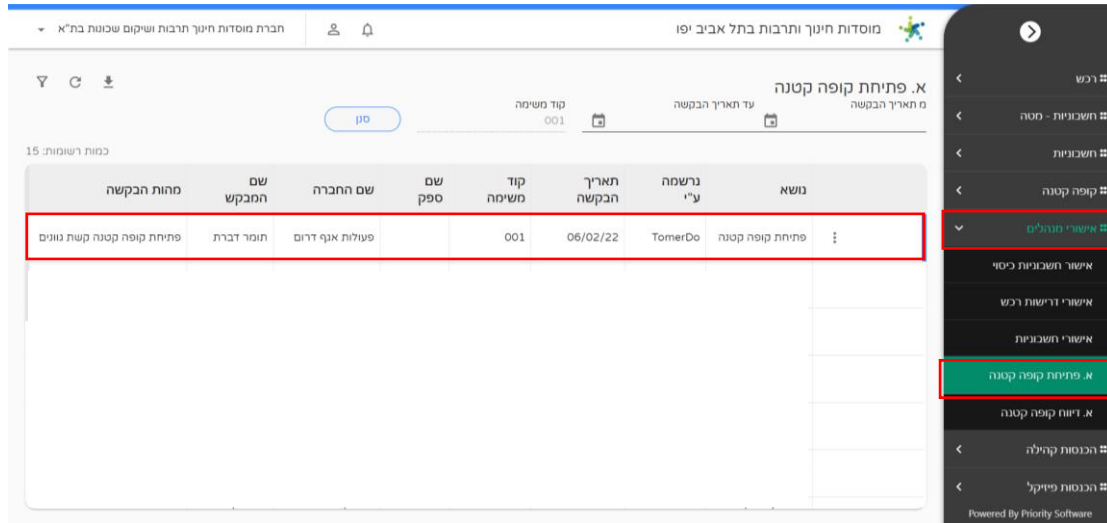 מוסדות חינוך ותרבות בתל אביב יפו
חברת מוסדות חינוך תרבות ושיקום שכונות בת"א
א. פתיחת קופה קטנה
מ תאריך הבקשה
עד תאריך הבקשה
קוד משימה
001
סנן
כמות רשומות: 15
נושא
נרשמה ע"י
תאריך הבקשה
קוד משימה
שם ספק
שם החברה
שם המבקש
מהות הבקשה
פתיחת קופה קטנה
TomerDo
06/02/22
001
פעולות אגף דרום
תומר דברת
פתיחת קופה קטנה קשת גוונים
רכש
חשבוניות - מטה
חשבוניות
קופה קטנה
אישורי מנהלים
אישור חשבוניות כיסוי
אישורי דרישות רכש
אישורי חשבוניות
א. פתיחת קופה קטנה
א. דיווח קופה קטנה
הכנסות קהילה
הכנסות פיזיקל
Powered By Priority Software